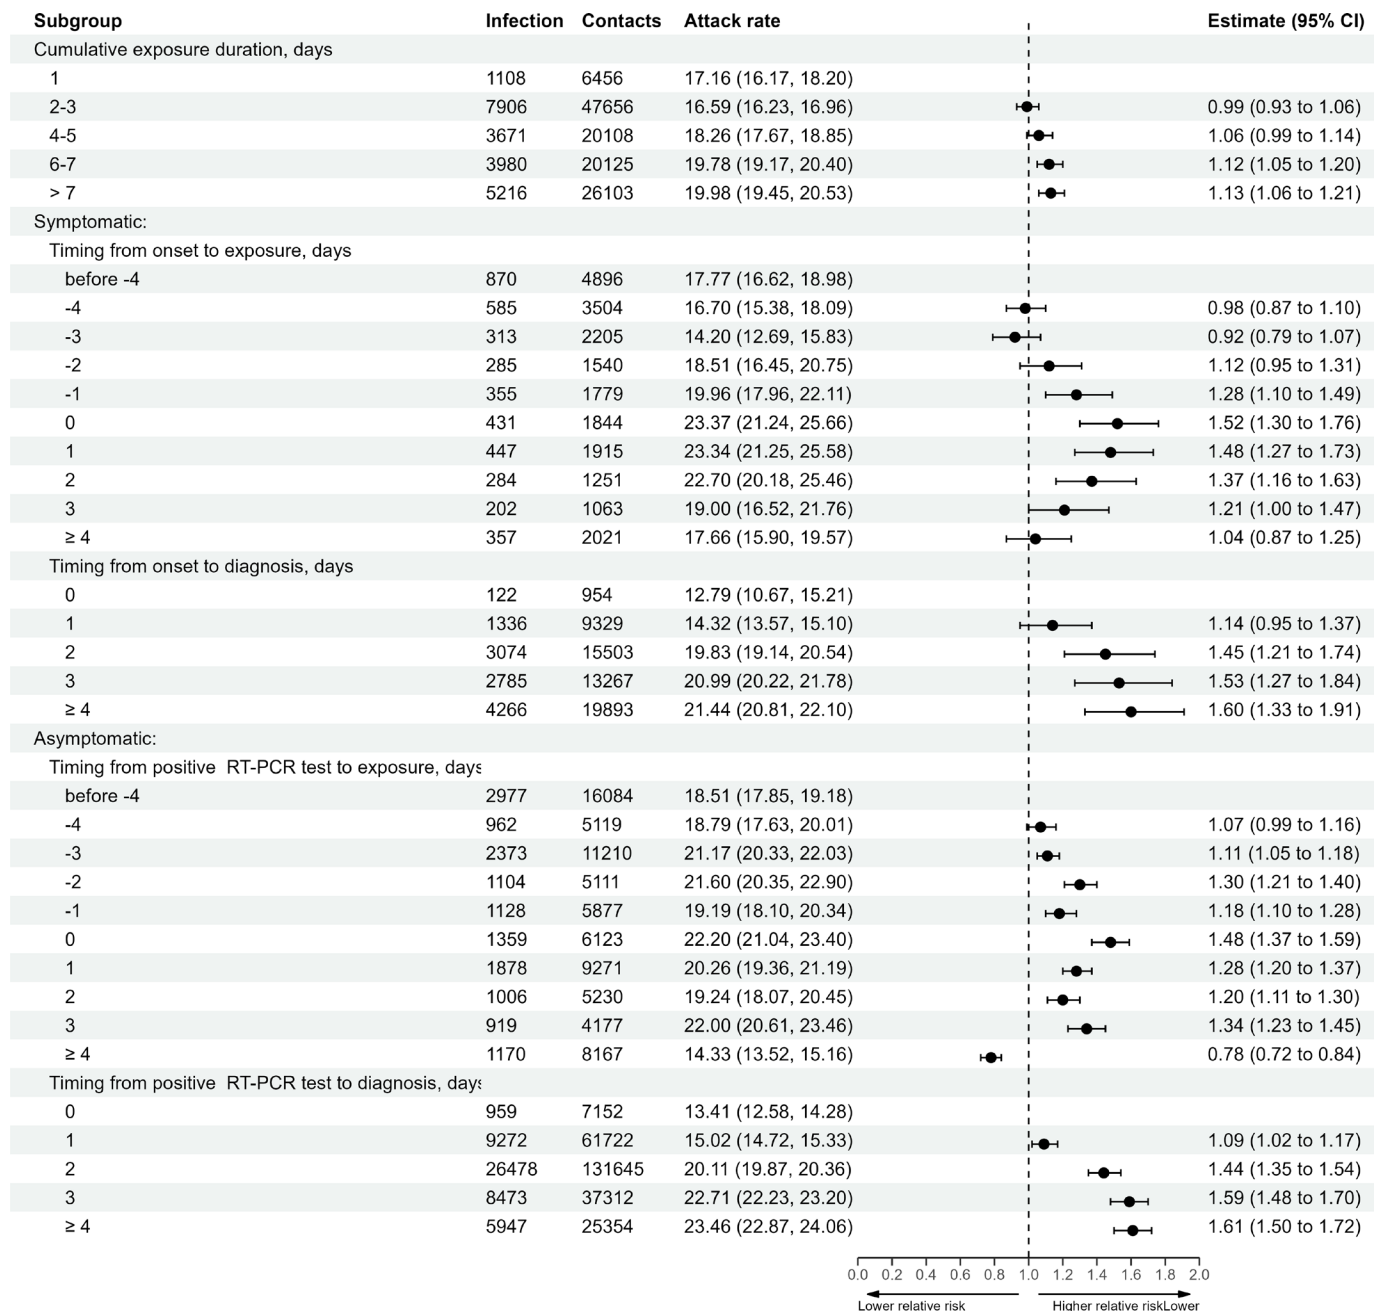 Subgroup Infection Contacts Attack rate Estimate (95% CI)
Cumulative exposure duration, days
1 1108 6456 17.16 (16.17, 18.20)
2-3 7906 47656 16.59 (16.23, 16.96) 0.99 (0.93 to 1.06)
4-5 3671 20108 18.26 (17.67, 18.85) 1.06 (0.99 to 1.14)
6-7 3980 20125 19.78 (19.17, 20.40) 1.12 (1.05 to 1.20)
> 7 5216 26103 19.98 (19.45, 20.53) 1.13 (1.06 to 1.21)
Symptomatic:
Timing from onset to exposure, days
before -4 870 4896 17.77 (16.62, 18.98)
-4 585 3504 16.70 (15.38, 18.09) 0.98 (0.87 to 1.10)
-3 313 2205 14.20 (12.69, 15.83) 0.92 (0.79 to 1.07)
-2 285 1540 18.51 (16.45, 20.75) 1.12 (0.95 to 1.31)
-1 355 1779 19.96 (17.96, 22.11) 1.28 (1.10 to 1.49)
0 431 1844 23.37 (21.24, 25.66) 1.52 (1.30 to 1.76)
1 447 1915 23.34 (21.25, 25.58) 1.48 (1.27 to 1.73)
2 284 1251 22.70 (20.18, 25.46) 1.37 (1.16 to 1.63)
3 202 1063 19.00 (16.52, 21.76) 1.21 (1.00 to 1.47)
≥ 4 357 2021 17.66 (15.90, 19.57) 1.04 (0.87 to 1.25)
Timing from onset to diagnosis, days
0 122 954 12.79 (10.67, 15.21)
1 1336 9329 14.32 (13.57, 15.10) 1.14 (0.95 to 1.37)
2 3074 15503 19.83 (19.14, 20.54) 1.45 (1.21 to 1.74)
3 2785 13267 20.99 (20.22, 21.78) 1.53 (1.27 to 1.84)
≥ 4 4266 19893 21.44 (20.81, 22.10) 1.60 (1.33 to 1.91)
Asymptomatic:
Timing from positive RT-PCR test to exposure, days
before -4 2977 16084 18.51 (17.85, 19.18)
-4 962 5119 18.79 (17.63, 20.01) 1.07 (0.99 to 1.16)
-3 2373 11210 21.17 (20.33, 22.03) 1.11 (1.05 to 1.18)
-2 1104 5111 21.60 (20.35, 22.90) 1.30 (1.21 to 1.40)
-1 1128 5877 19.19 (18.10, 20.34) 1.18 (1.10 to 1.28)
0 1359 6123 22.20 (21.04, 23.40) 1.48 (1.37 to 1.59)
1 1878 9271 20.26 (19.36, 21.19) 1.28 (1.20 to 1.37)
2 1006 5230 19.24 (18.07, 20.45) 1.20 (1.11 to 1.30)
3 919 4177 22.00 (20.61, 23.46) 1.34 (1.23 to 1.45)
≥ 4 1170 8167 14.33 (13.52, 15.16) 0.78 (0.72 to 0.84)
Timing from positive RT-PCR test to diagnosis, days
0 959 7152 13.41 (12.58, 14.28)
1 9272 61722 15.02 (14.72, 15.33) 1.09 (1.02 to 1.17)
2 26478 131645 20.11 (19.87, 20.36) 1.44 (1.35 to 1.54)
3 8473 37312 22.71 (22.23, 23.20) 1.59 (1.48 to 1.70)
≥ 4 5947 25354 23.46 (22.87, 24.06) 1.61 (1.50 to 1.72)
0.0 0.2 0.4 0.6 0.8 1.0 1.2 1.4 1.6 1.8 2.0
Lower relative risk Higher relative riskLower